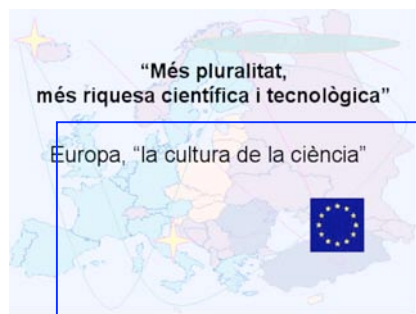 “Més pluralitat,
més riquesa científica i tecnològica”
Europa, “la cultura de la ciència”